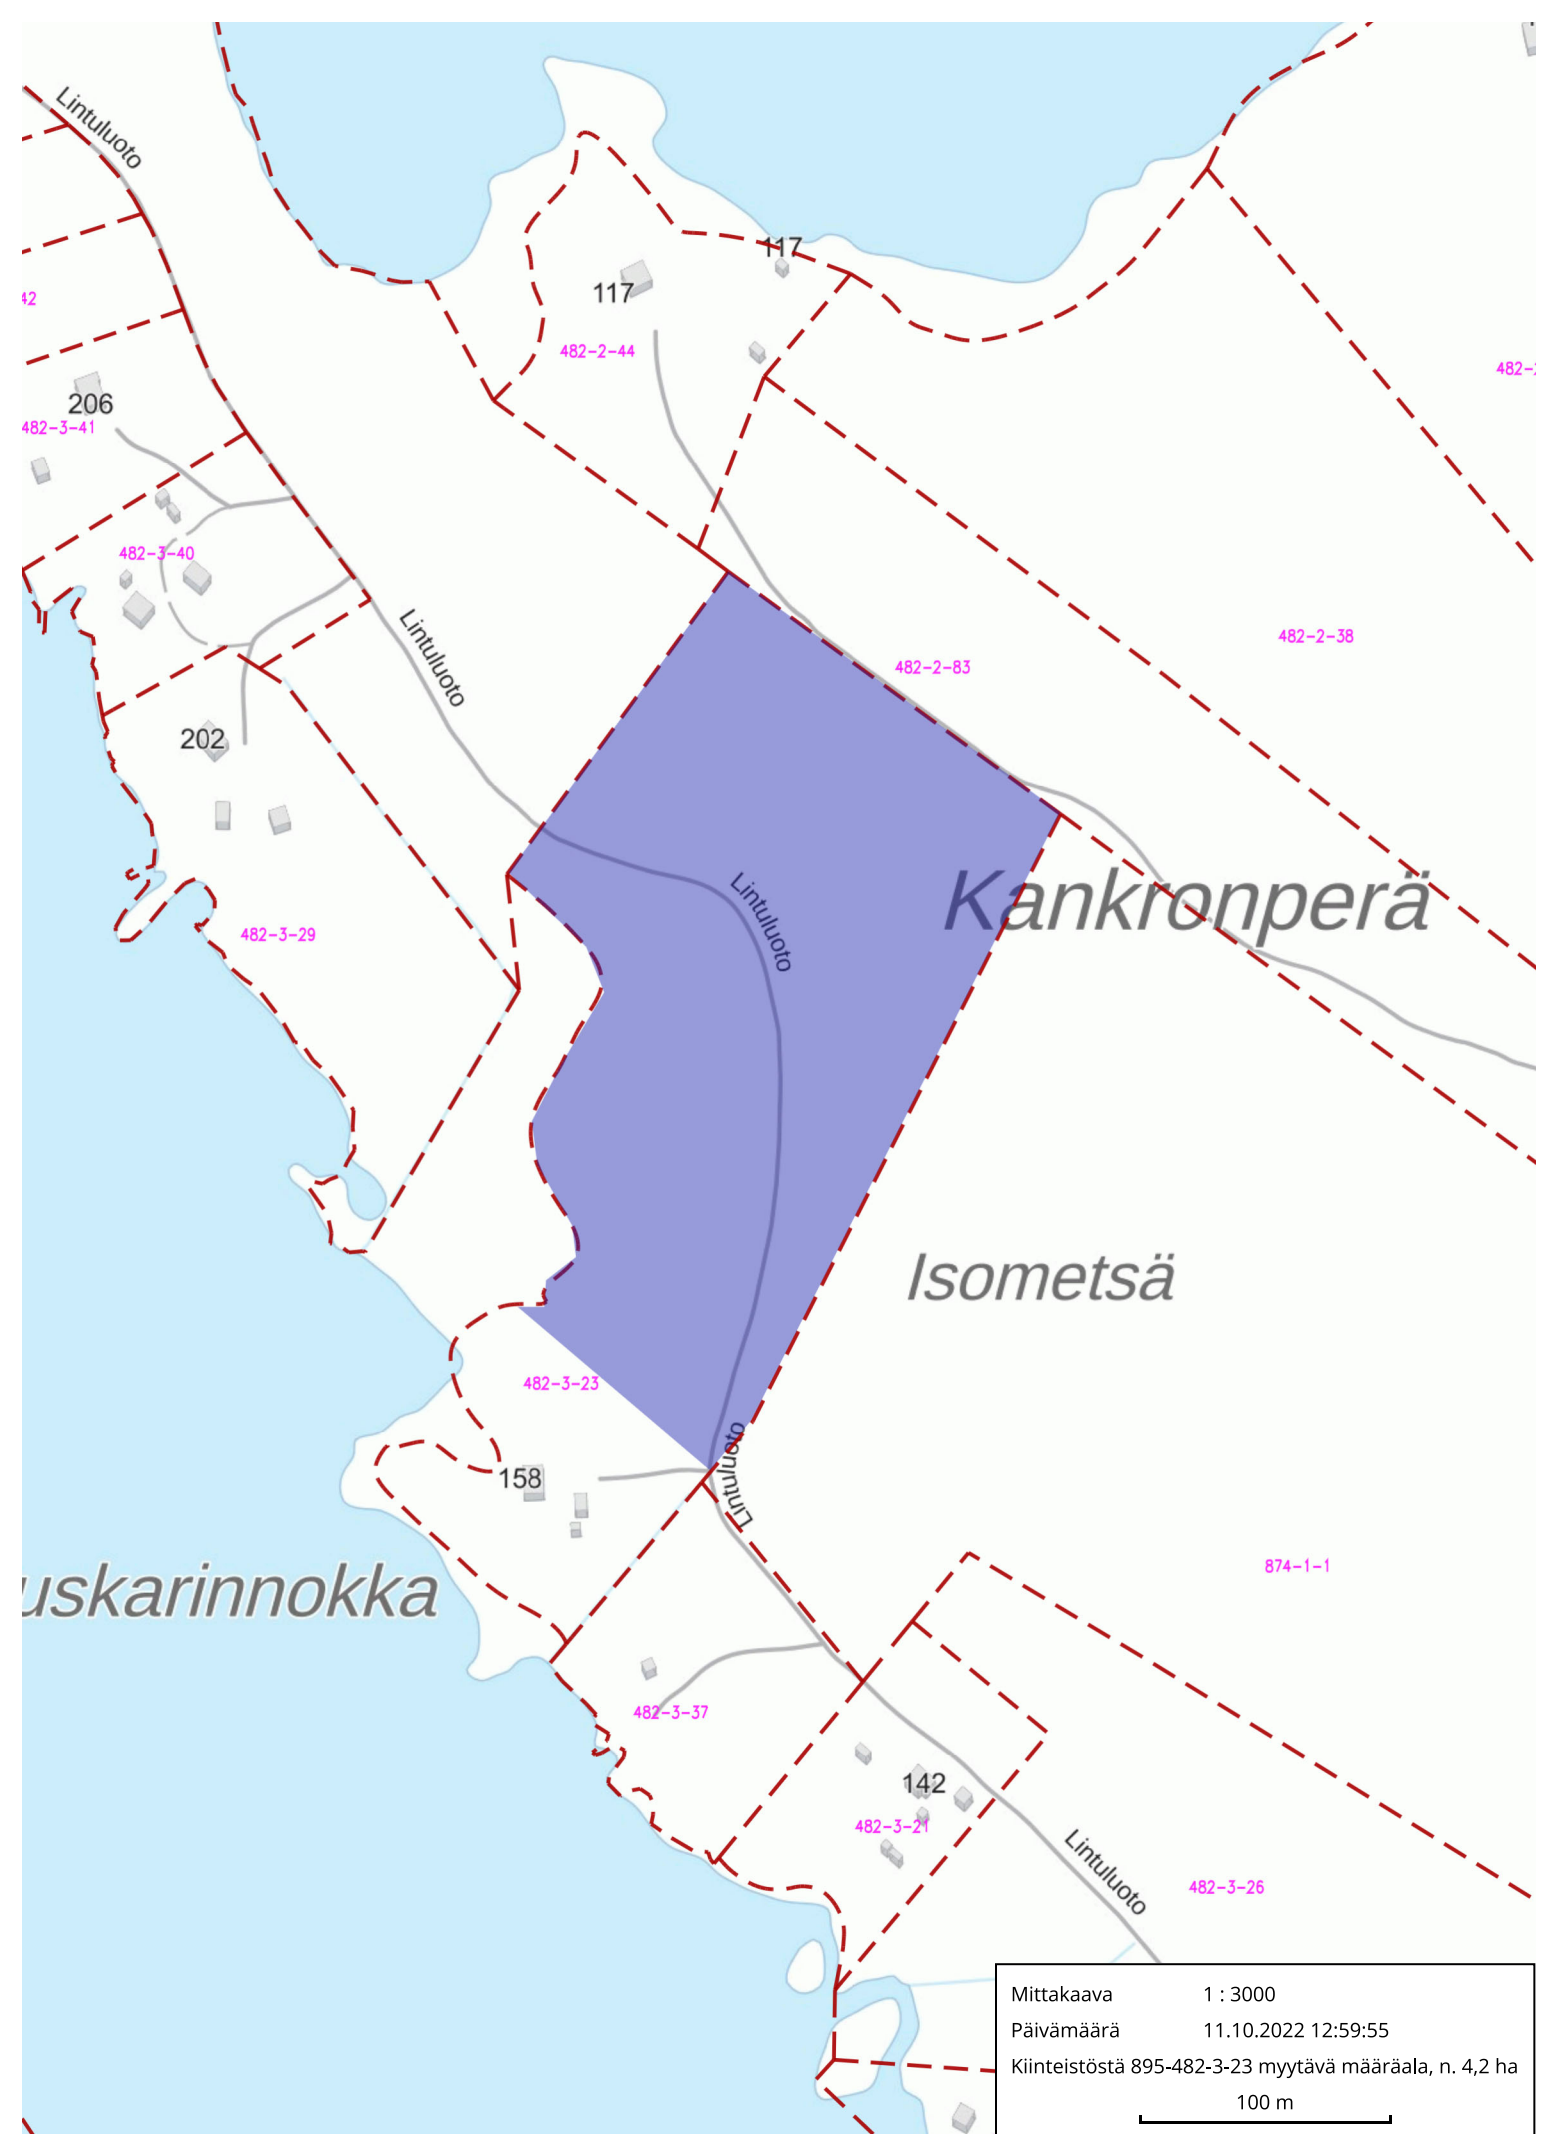 Lintuluoto
117
117
42
482-2-44
482-
206
482-3-41
482-3-40
Lintuluoto
482-2-38
482-2-83
202
Kankronperä
Lintuluoto
482-3-29
Isometsä
482-3-23
Lintuluoto
158
uskarinnokka
874-1-1
482-3-37
142
482-3-21
Lintuluoto
482-3-26
Mittakaava 1 : 3000
Päivämäärä 11.10.2022 12:59:55
Kiinteistöstä 895-482-3-23 myytävä määräala, n. 4,2 ha
100 m